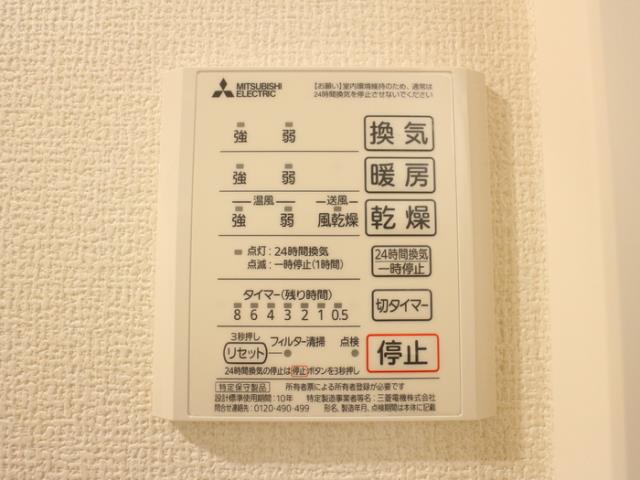 MITSUBISHI
ELECTRIC
【お願い】室内環境維持のため、通常は
24時間換気を停止させないでください
強 弱 換気
強 弱 暖房
温風 送風
強 弱 風乾燥 乾燥
点灯:24時間換気
点滅:一時停止(1時間)
24時間換気
一時停止
タイマー(残り時間)
8 6 4 3 2 1 0.5
切タイマー
3秒押し
リセット フィルター清掃 点検
停止
24時間換気の停止は停止ボタンを3秒押し
特定保守製品 所有者票による所有者登録が必要です
設計標準使用期間:10年 特定製造事業者等名:三菱電機株式会社
問合せ連絡先:0120-490-499 形名、製造年月、点検期間は本体に記載